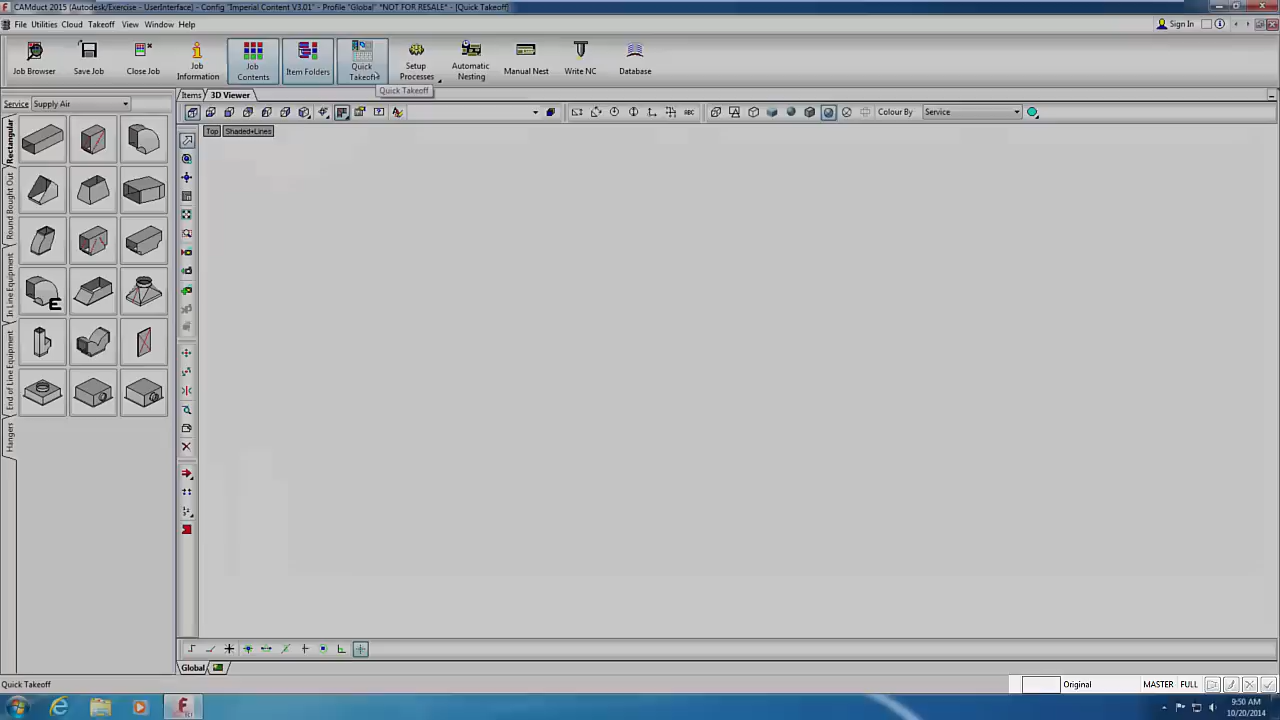 CAMduct 2015 (Autodesk/Exercise - UserInterface) - Config "Imperial Content V3.01" - Profile "Global" *NOT FOR RESALE* - [Quick Takeoff]
File Utilities Cloud Takeoff View Window Help
Sign In
Job Browser
Save Job
Close Job
Job Information
Job Contents
Item Folders
Quick Takeoff
Setup Processes
Automatic Nesting
Manual Nest
Write NC
Database
Quick Takeoff
Items 3D Viewer
Service Supply Air
Colour By Service
ABC
Top Shaded+Lines
Rectangular
Round Bought Out
In Line Equipment
End of Line Equipment
Hangers
E
Global
Quick Takeoff
Original MASTER FULL
9:50 AM
10/20/2014